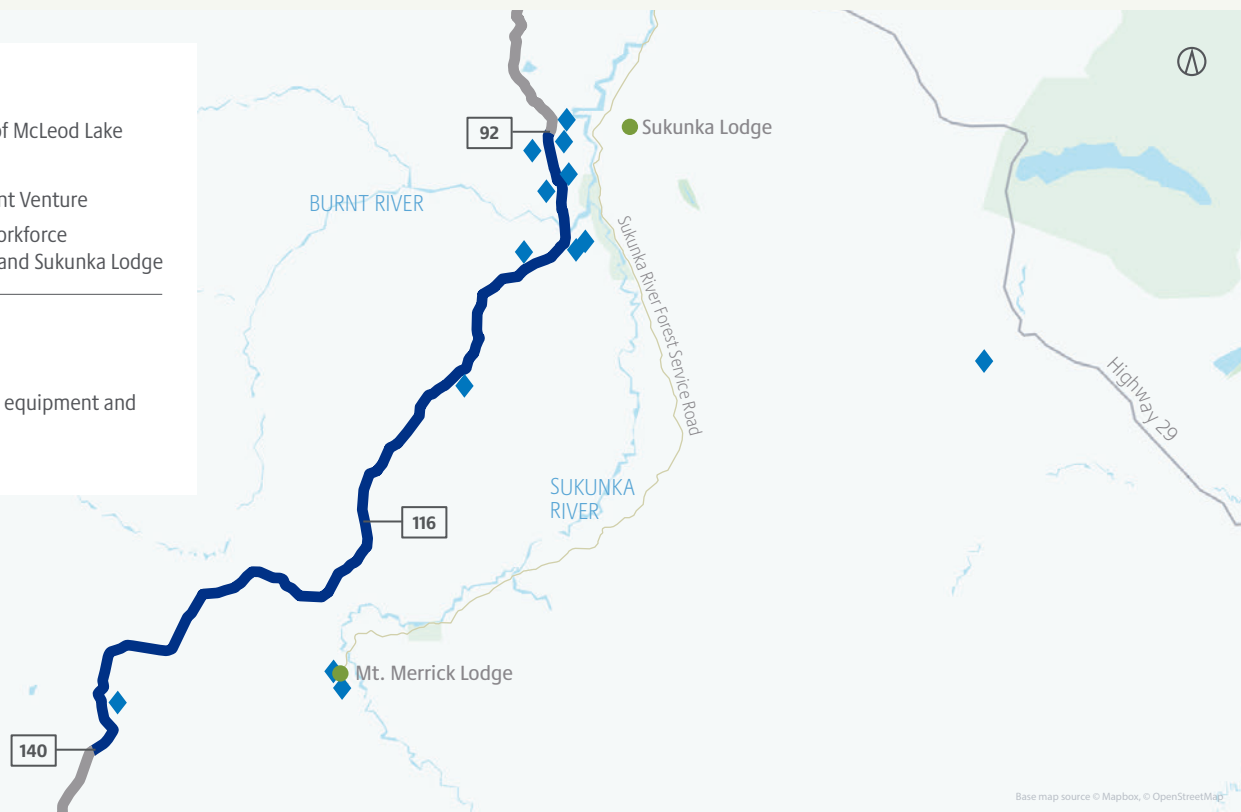 of McLeod Lake
nt Venture
orkforce
and Sukunka Lodge
equipment and
92
Sukunka Lodge
BURNT RIVER
Sukunka River Forest Service Road
Highway 29
SUKUNKA
RIVER
116
Mt. Merrick Lodge
140
Base map source © Mapbox, © OpenStreetMap